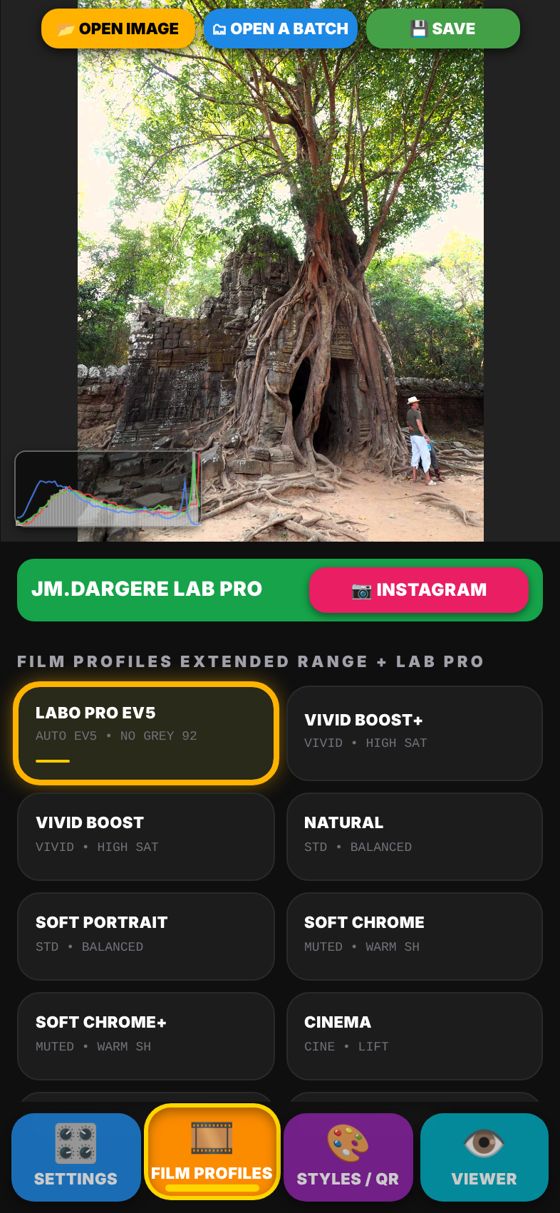 📂 OPEN IMAGE
🗂 OPEN A BATCH
💾 SAVE
JM.DARGERE LAB PRO
📷 INSTAGRAM
FILM PROFILES EXTENDED RANGE + LAB PRO
LABO PRO EV5
AUTO EV5 • NO GREY 92
VIVID BOOST+
VIVID • HIGH SAT
VIVID BOOST
VIVID • HIGH SAT
NATURAL
STD • BALANCED
SOFT PORTRAIT
STD • BALANCED
SOFT CHROME
MUTED • WARM SH
SOFT CHROME+
MUTED • WARM SH
CINEMA
CINE • LIFT
SETTINGS
FILM PROFILES
STYLES / QR
VIEWER